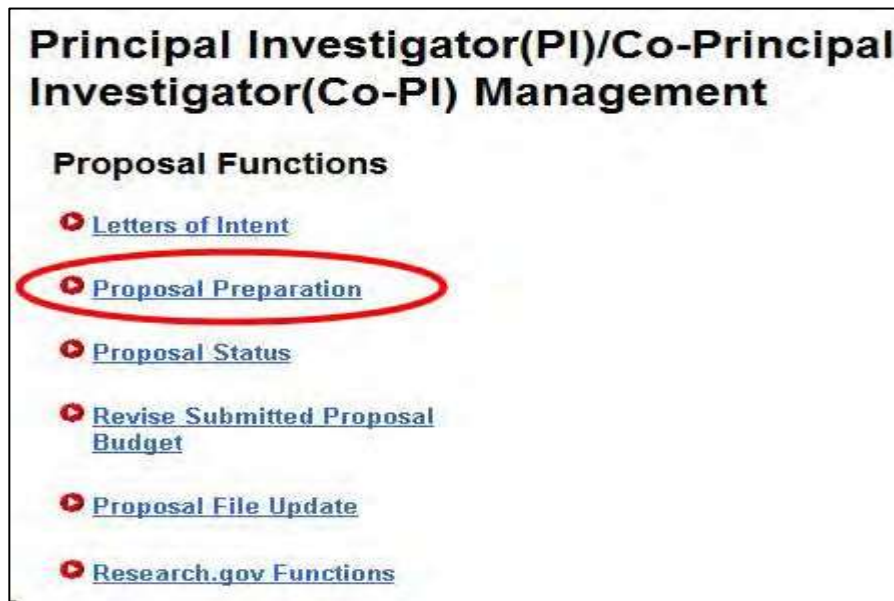 Principal Investigator(PI)/Co-Principal
Investigator(Co-PI) Management
Proposal Functions
Letters of Intent
Proposal Preparation
Proposal Status
Revise Submitted Proposal
Budget
Proposal File Update
Research.gov Functions